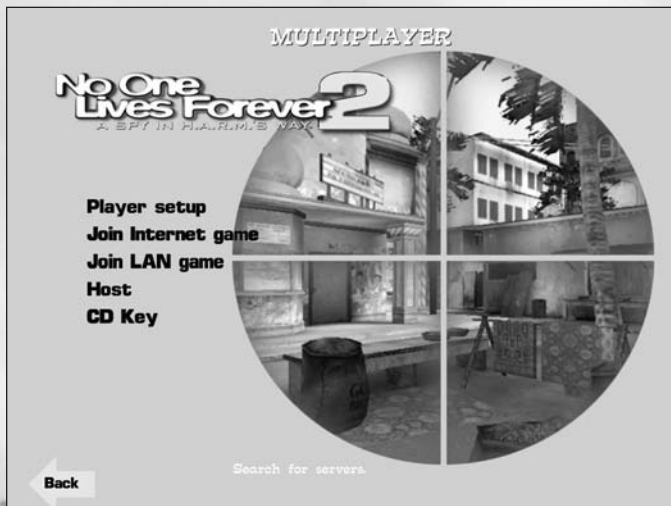 MULTIPLAYER
No One
Lives Forever 2
A SPY IN H.A.R.M.'S WAY
Player setup
Join Internet game
Join LAN game
Host
CD Key
Search for servers.
Back